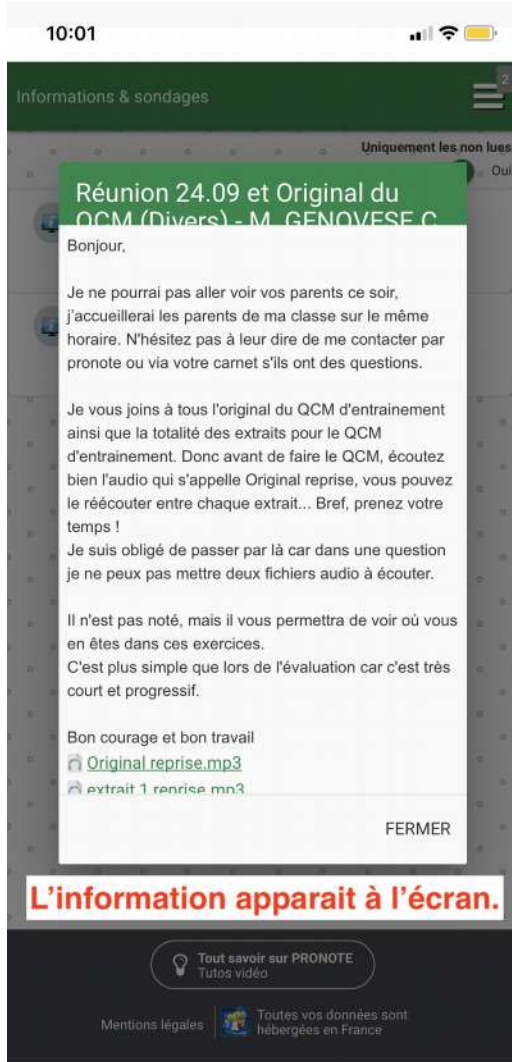 10:01
Informations & sondages
2
Uniquement les non lues
Oui
Réunion 24.09 et Original du
QCM (Divers) - M. GENOVESE C.
Bonjour,
Je ne pourrai pas aller voir vos parents ce soir,
j'accueillerai les parents de ma classe sur le même
horaire. N'hésitez pas à leur dire de me contacter par
pronote ou via votre carnet s'ils ont des questions.
Je vous joins à tous l'original du QCM d'entrainement
ainsi que la totalité des extraits pour le QCM
d'entrainement. Donc avant de faire le QCM, écoutez
bien l'audio qui s'appelle Original reprise, vous pouvez
le réécouter entre chaque extrait... Bref, prenez votre
temps !
Je suis obligé de passer par là car dans une question
je ne peux pas mettre deux fichiers audio à écouter.
Il n'est pas noté, mais il vous permettra de voir où vous
en êtes dans ces exercices.
C'est plus simple que lors de l'évaluation car c'est très
court et progressif.
Bon courage et bon travail
Original reprise.mp3
extrait 1 reprise.mp3
FERMER
L'information apparait à l'écran.
Tout savoir sur PRONOTE
Tutos vidéo
Mentions légales
Toutes vos données sont
hébergées en France